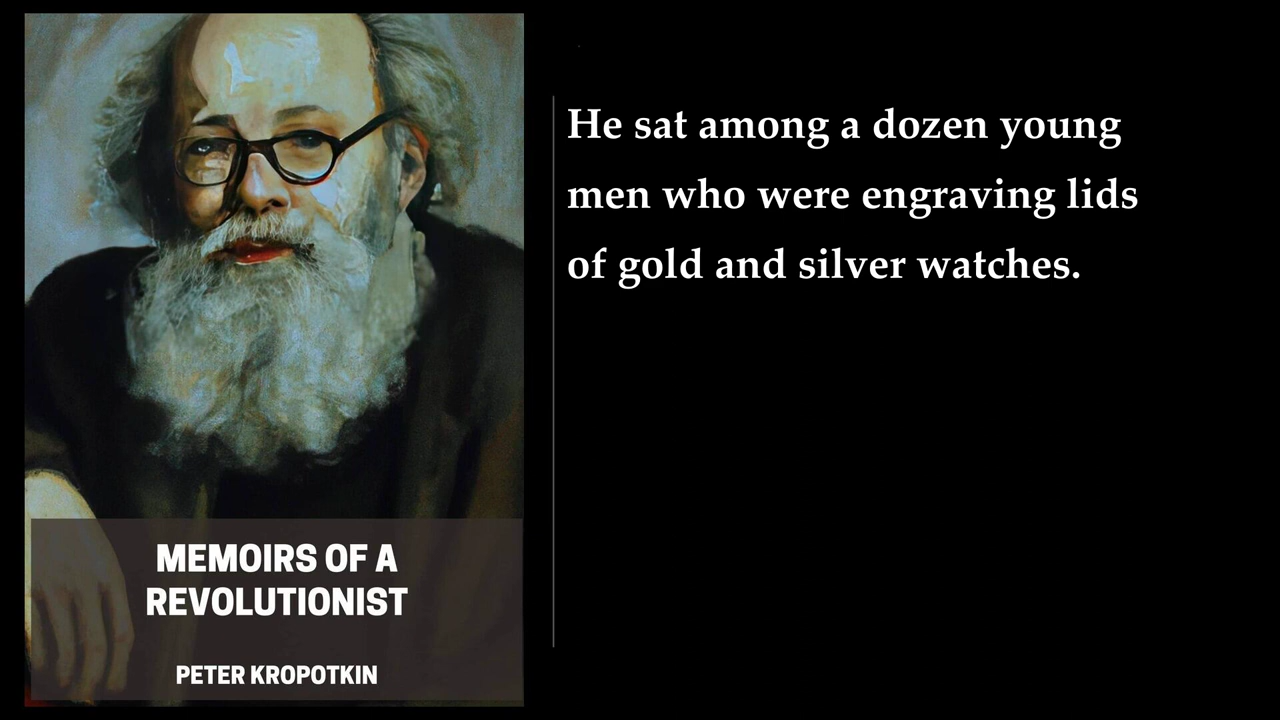 He sat among a dozen young
men who were engraving lids
of gold and silver watches.
MEMOIRS OF A
REVOLUTIONIST
PETER KROPOTKIN